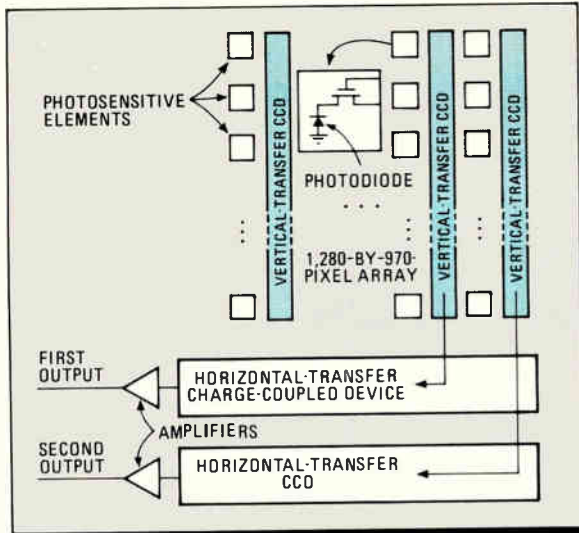 PHOTOSENSITIVE
ELEMENTS
VERTICAL-TRANSFER CCD
PHOTODIODE
1,280-BY-970-
PIXEL ARRAY
VERTICAL-TRANSFER CCD
VERTICAL-TRANSFER CCD
FIRST
OUTPUT
HORIZONTAL-TRANSFER
CHARGE-COUPLED DEVICE
AMPLIFIERS
SECOND
OUTPUT
HORIZONTAL-TRANSFER
CCD